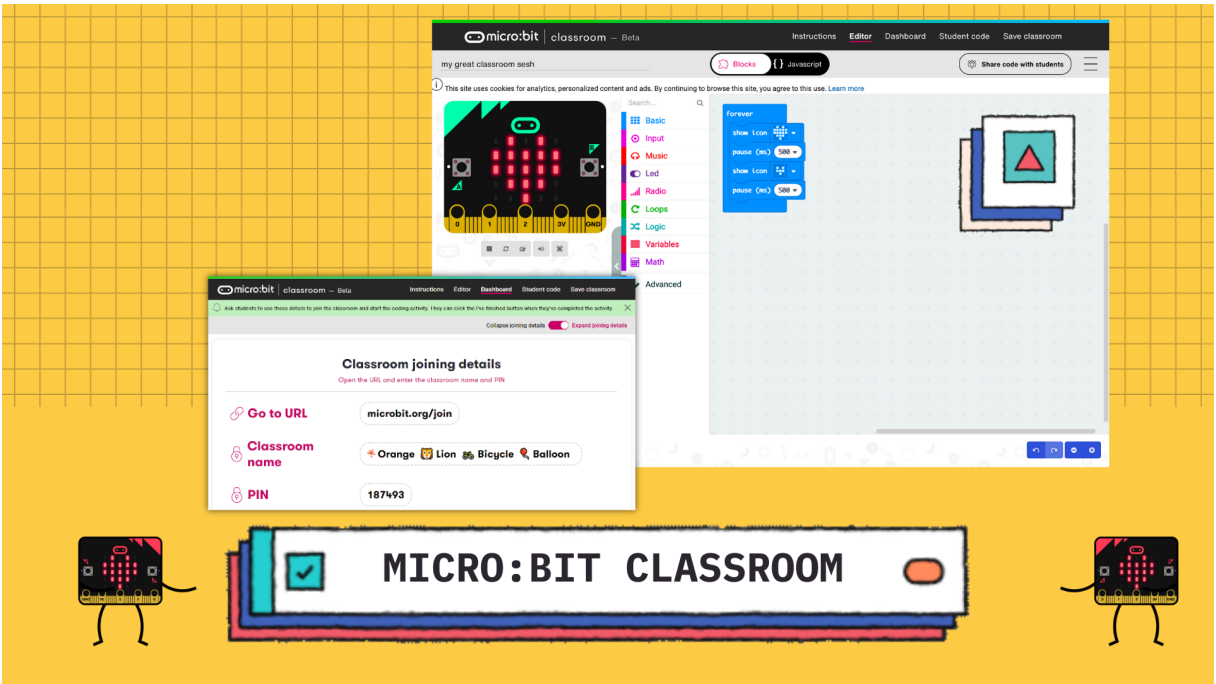 micro:bit classroom – Beta
Instructions Editor Dashboard Student code Save classroom
my great classroom sesh
Blocks {} Javascript
Share code with students
This site uses cookies for analytics, personalized content and ads. By continuing to browse this site, you agree to this use. Learn more
B
A
0 1 2 3V GND
Search...
Basic
Input
Music
Led
Radio
Loops
Logic
Variables
Math
Advanced
forever
show icon
pause (ms) 500
show icon
pause (ms) 500
micro:bit classroom – Beta
Instructions Editor Dashboard Student code Save classroom
Ask students to use these details to join the classroom and start the coding activity. They can click the I've finished button when they've completed the activity.
Collapse joining details Expand joining details
Classroom joining details
Open the URL and enter the classroom name and PIN
Go to URL
microbit.org/join
Classroom
name
Orange Lion Bicycle Balloon
PIN
187493
MICRO:BIT CLASSROOM